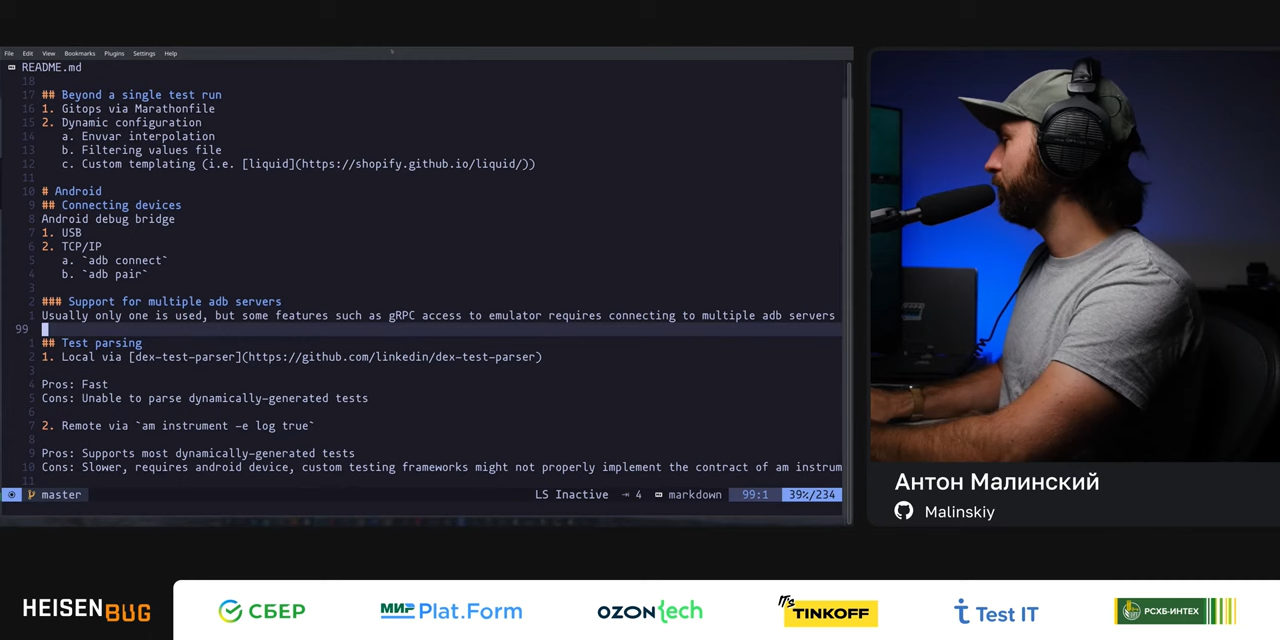 File Edit View Bookmarks Plugins Settings Help
README.md
18
17 ## Beyond a single test run
16 1. Gitops via Marathonfile
15 2. Dynamic configuration
14 a. Envvar interpolation
13 b. Filtering values file
12 c. Custom templating (i.e. [liquid](https://shopify.github.io/liquid/))
11
10 # Android
9 ## Connecting devices
8 Android debug bridge
7 1. USB
6 2. TCP/IP
5 a. `adb connect`
4 b. `adb pair`
3
2 ### Support for multiple adb servers
1 Usually only one is used, but some features such as gRPC access to emulator requires connecting to multiple adb servers
99
1 ## Test parsing
2 1. Local via [dex-test-parser](https://github.com/linkedin/dex-test-parser)
3
4 Pros: Fast
5 Cons: Unable to parse dynamically-generated tests
6
7 2. Remote via `am instrument -e log true`
8
9 Pros: Supports most dynamically-generated tests
10 Cons: Slower, requires android device, custom testing frameworks might not properly implement the contract of am instrum
11
master LS Inactive 4 markdown 99:1 39%/234
Антон Малинский
Malinskiy
HEISENBUG
СБЕР
МИР Plat.Form
OZON{ech
IT's TINKOFF
Test IT
РСХБ-ИНТЕХ